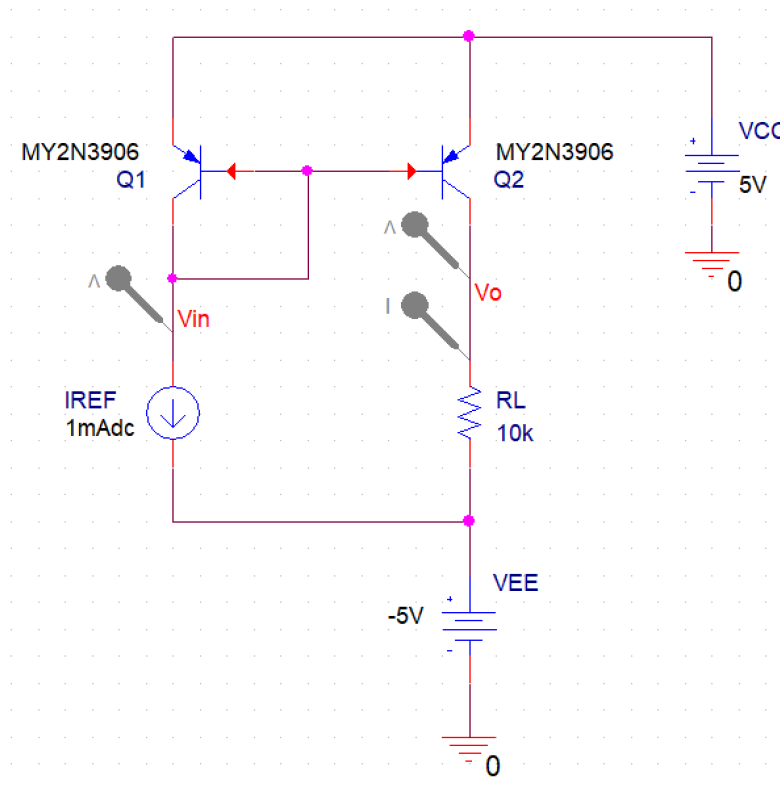 VCC
MY2N3906
Q1
MY2N3906
Q2
+
5V
-
0
V
V
Vo
Vin
I
IREF
1mAdc
RL
10k
VEE
+
-5V
-
0